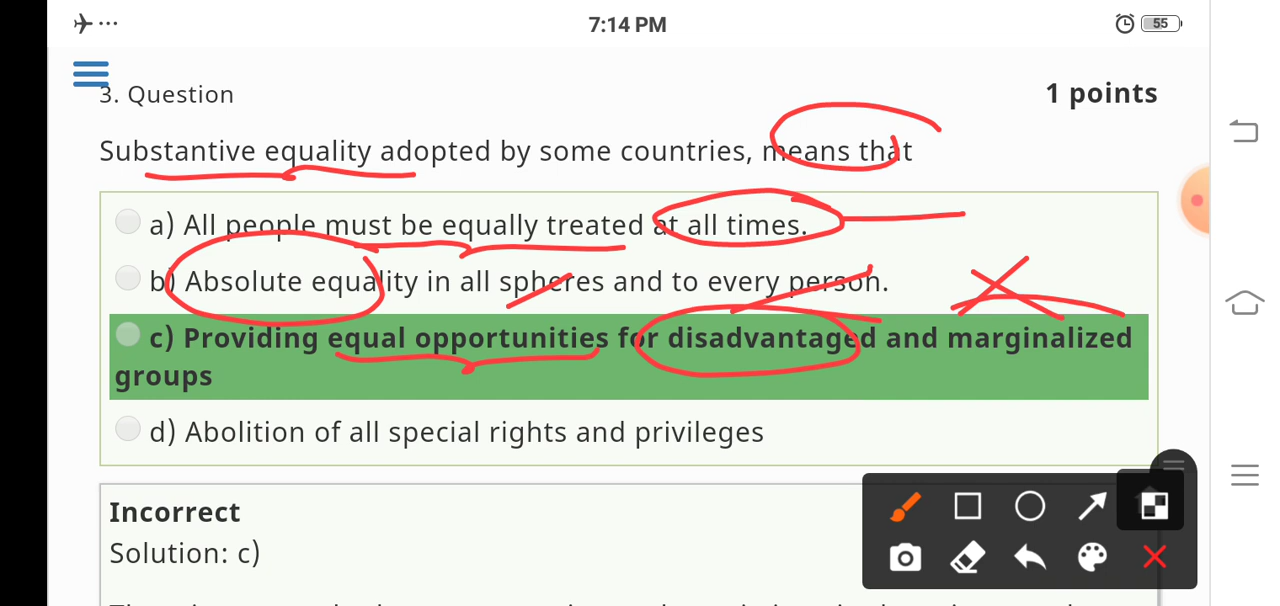 7:14 PM
55
3. Question
1 points
Substantive equality adopted by some countries, means that
a) All people must be equally treated at all times.
b) Absolute equality in all spheres and to every person.
c) Providing equal opportunities for disadvantaged and marginalized
groups
d) Abolition of all special rights and privileges
Incorrect
Solution: c)